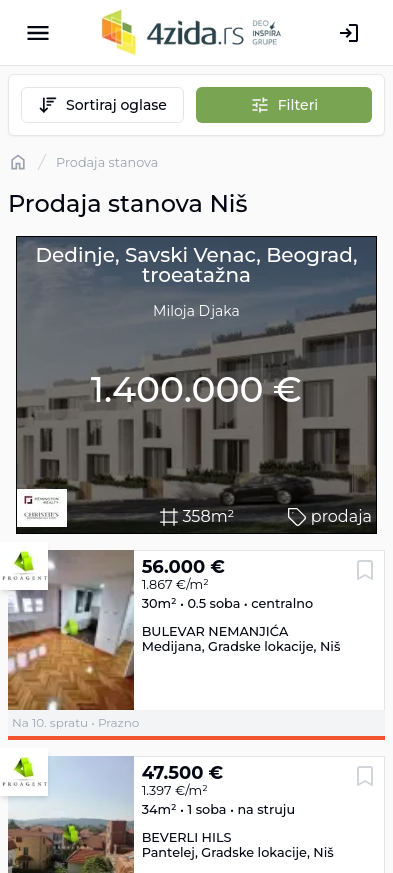 4zida.rs
DEO
INSPIRA
GRUPE
Sortiraj oglase
Filteri
Prodaja stanova
Prodaja stanova Niš
Dedinje, Savski Venac, Beograd,
troeatažna
Miloja Djaka
1.400.000 €
358m²
prodaja
CHRISTIE'S
PROAGENT
56.000 €
1.867 €/m²
30m² • 0.5 soba • centralno
BULEVAR NEMANJIĆA
Medijana, Gradske lokacije, Niš
Na 10. spratu • Prazno
PROAGENT
47.500 €
1.397 €/m²
34m² • 1 soba • na struju
BEVERLI HILS
Pantelej, Gradske lokacije, Niš